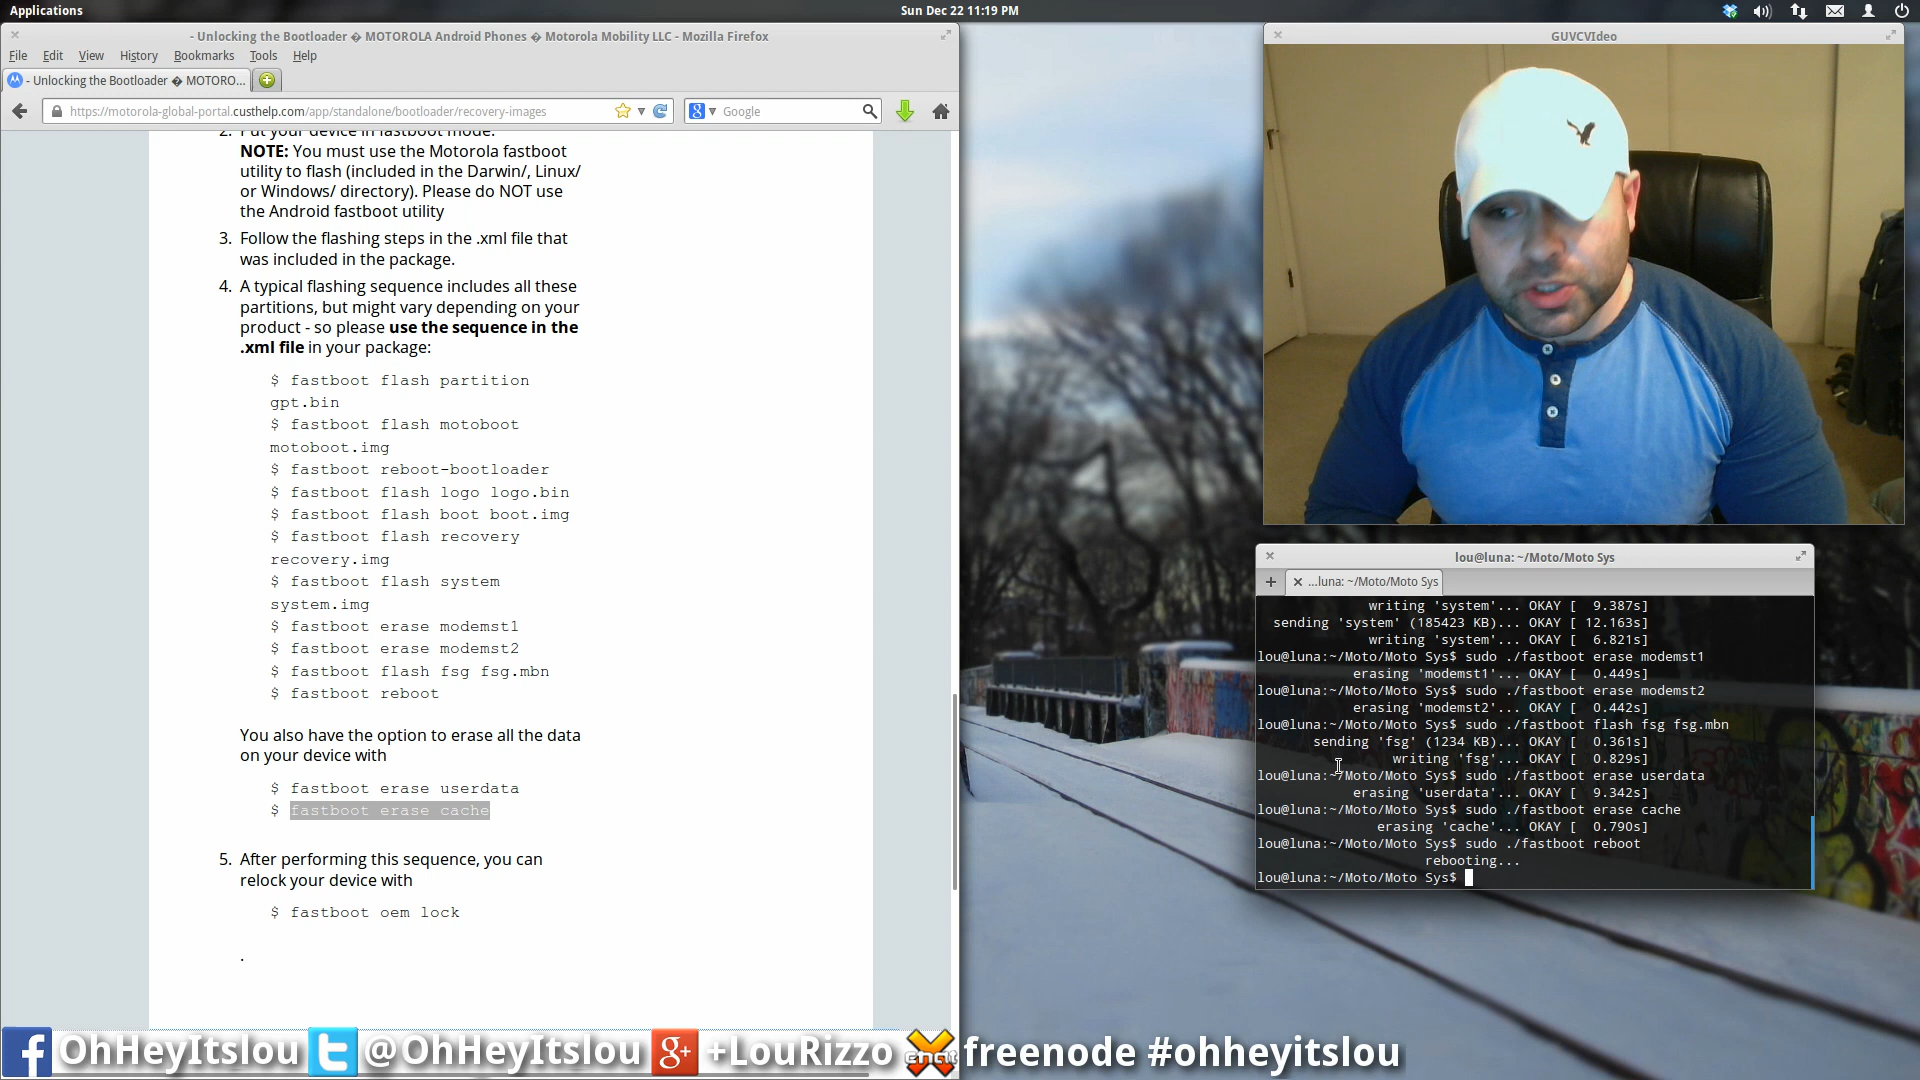 Applications
Sun Dec 22 11:19 PM
- Unlocking the Bootloader � MOTOROLA Android Phones � Motorola Mobility LLC - Mozilla Firefox
File Edit View History Bookmarks Tools Help
- Unlocking the Bootloader � MOTORO...
https://motorola-global-portal.custhelp.com/app/standalone/bootloader/recovery-images
Google
2. Put your device in fastboot mode.
NOTE: You must use the Motorola fastboot
utility to flash (included in the Darwin/, Linux/
or Windows/ directory). Please do NOT use
the Android fastboot utility
3. Follow the flashing steps in the .xml file that
was included in the package.
4. A typical flashing sequence includes all these
partitions, but might vary depending on your
product - so please use the sequence in the
.xml file in your package:
$ fastboot flash partition
gpt.bin
$ fastboot flash motoboot
motoboot.img
$ fastboot reboot-bootloader
$ fastboot flash logo logo.bin
$ fastboot flash boot boot.img
$ fastboot flash recovery
recovery.img
$ fastboot flash system
system.img
$ fastboot erase modemst1
$ fastboot erase modemst2
$ fastboot flash fsg fsg.mbn
$ fastboot reboot
You also have the option to erase all the data
on your device with
$ fastboot erase userdata
$ fastboot erase cache
5. After performing this sequence, you can
relock your device with
$ fastboot oem lock
.
GUVCVIdeo
lou@luna: ~/Moto/Moto Sys
...luna: ~/Moto/Moto Sys
writing 'system'... OKAY [  9.387s]
sending 'system' (185423 KB)... OKAY [ 12.163s]
writing 'system'... OKAY [  6.821s]
lou@luna:~/Moto/Moto Sys$ sudo ./fastboot erase modemst1
erasing 'modemst1'... OKAY [  0.449s]
lou@luna:~/Moto/Moto Sys$ sudo ./fastboot erase modemst2
erasing 'modemst2'... OKAY [  0.442s]
lou@luna:~/Moto/Moto Sys$ sudo ./fastboot flash fsg fsg.mbn
sending 'fsg' (1234 KB)... OKAY [  0.361s]
writing 'fsg'... OKAY [  0.829s]
lou@luna:~/Moto/Moto Sys$ sudo ./fastboot erase userdata
erasing 'userdata'... OKAY [  9.342s]
lou@luna:~/Moto/Moto Sys$ sudo ./fastboot erase cache
erasing 'cache'... OKAY [  0.790s]
lou@luna:~/Moto/Moto Sys$ sudo ./fastboot reboot
rebooting...
lou@luna:~/Moto/Moto Sys$
OhHeyItslou @OhHeyItslou +LouRizzo chat freenode #ohheyitslou